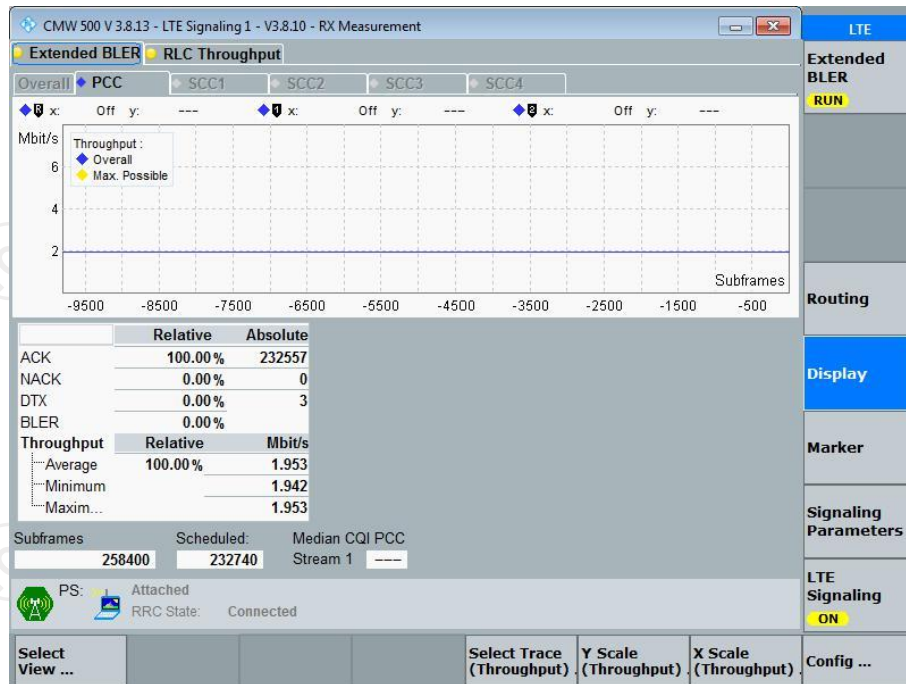 CMW 500 V 3.8.13 - LTE Signaling 1 - V3.8.10 - RX Measurement
Extended BLER RLC Throughput
Overall PCC SCC1 SCC2 SCC3 SCC4
x: Off y: --- x: Off y: --- x: Off y: ---
Mbit/s
Throughput :
Overall
Max. Possible
6
4
2
Subframes
-9500 -8500 -7500 -6500 -5500 -4500 -3500 -2500 -1500 -500
Relative Absolute
ACK 100.00 % 232557
NACK 0.00 % 0
DTX 0.00 % 3
BLER 0.00 %
Throughput Relative Mbit/s
Average 100.00 % 1.953
Minimum 1.942
Maxim... 1.953
Subframes Scheduled: Median CQI PCC
258400 232740 Stream 1 ---
PS: Attached
RRC State: Connected
Select View ...
Select Trace (Throughput)
Y Scale (Throughput)
X Scale (Throughput)
LTE
Extended BLER
RUN
Routing
Display
Marker
Signaling Parameters
LTE Signaling
ON
Config ...